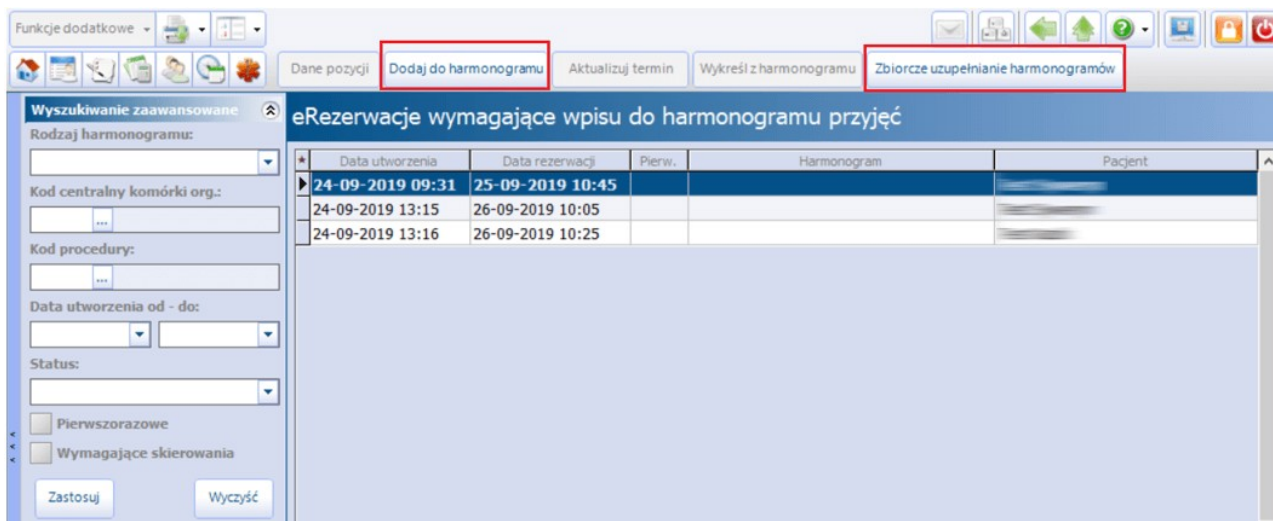 Funkcje dodatkowe
Dane pozycji Dodaj do harmonogramu Aktualizuj termin Wykreśl z harmonogramu Zbiorcze uzupełnianie harmonogramów
Wyszukiwanie zaawansowane
eRezerwacje wymagające wpisu do harmonogramu przyjęć
Rodzaj harmonogramu:
Kod centralny komórki org.:
...
Kod procedury:
...
Data utworzenia od - do:
Status:
Pierwszorazowe
Wymagające skierowania
Zastosuj Wyczyść
* Data utworzenia Data rezerwacji Pierw. Harmonogram Pacjent
24-09-2019 09:31 25-09-2019 10:45
24-09-2019 13:15 26-09-2019 10:05
24-09-2019 13:16 26-09-2019 10:25